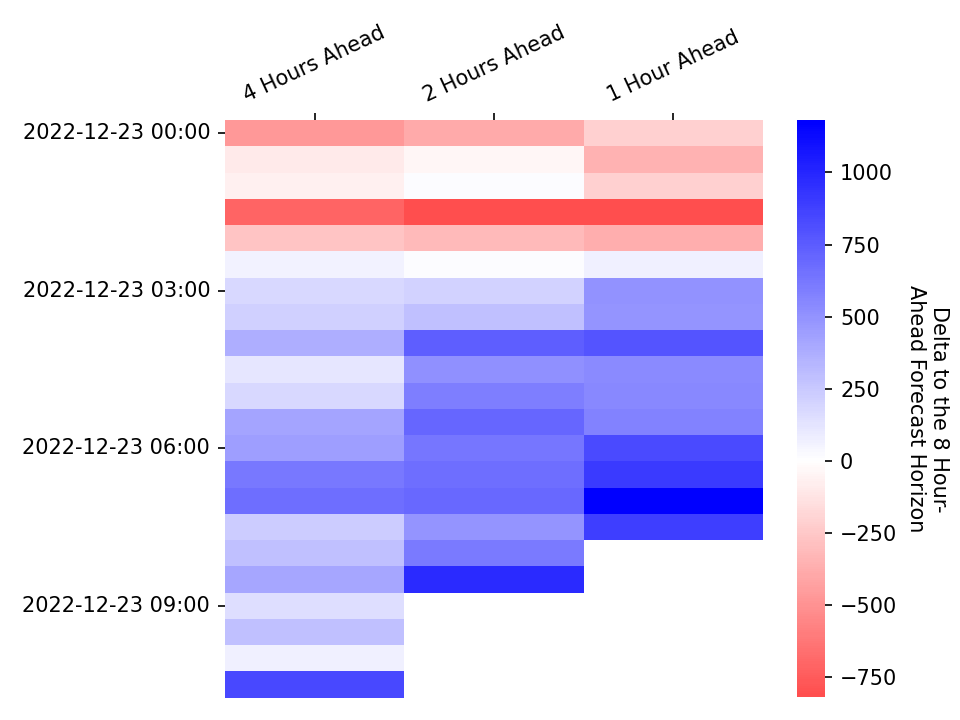 4 Hours Ahead
2 Hours Ahead
1 Hour Ahead
2022-12-23 00:00
2022-12-23 03:00
2022-12-23 06:00
2022-12-23 09:00
1000
750
500
250
0
−250
−500
−750
Delta to the 8 Hour-
Ahead Forecast Horizon